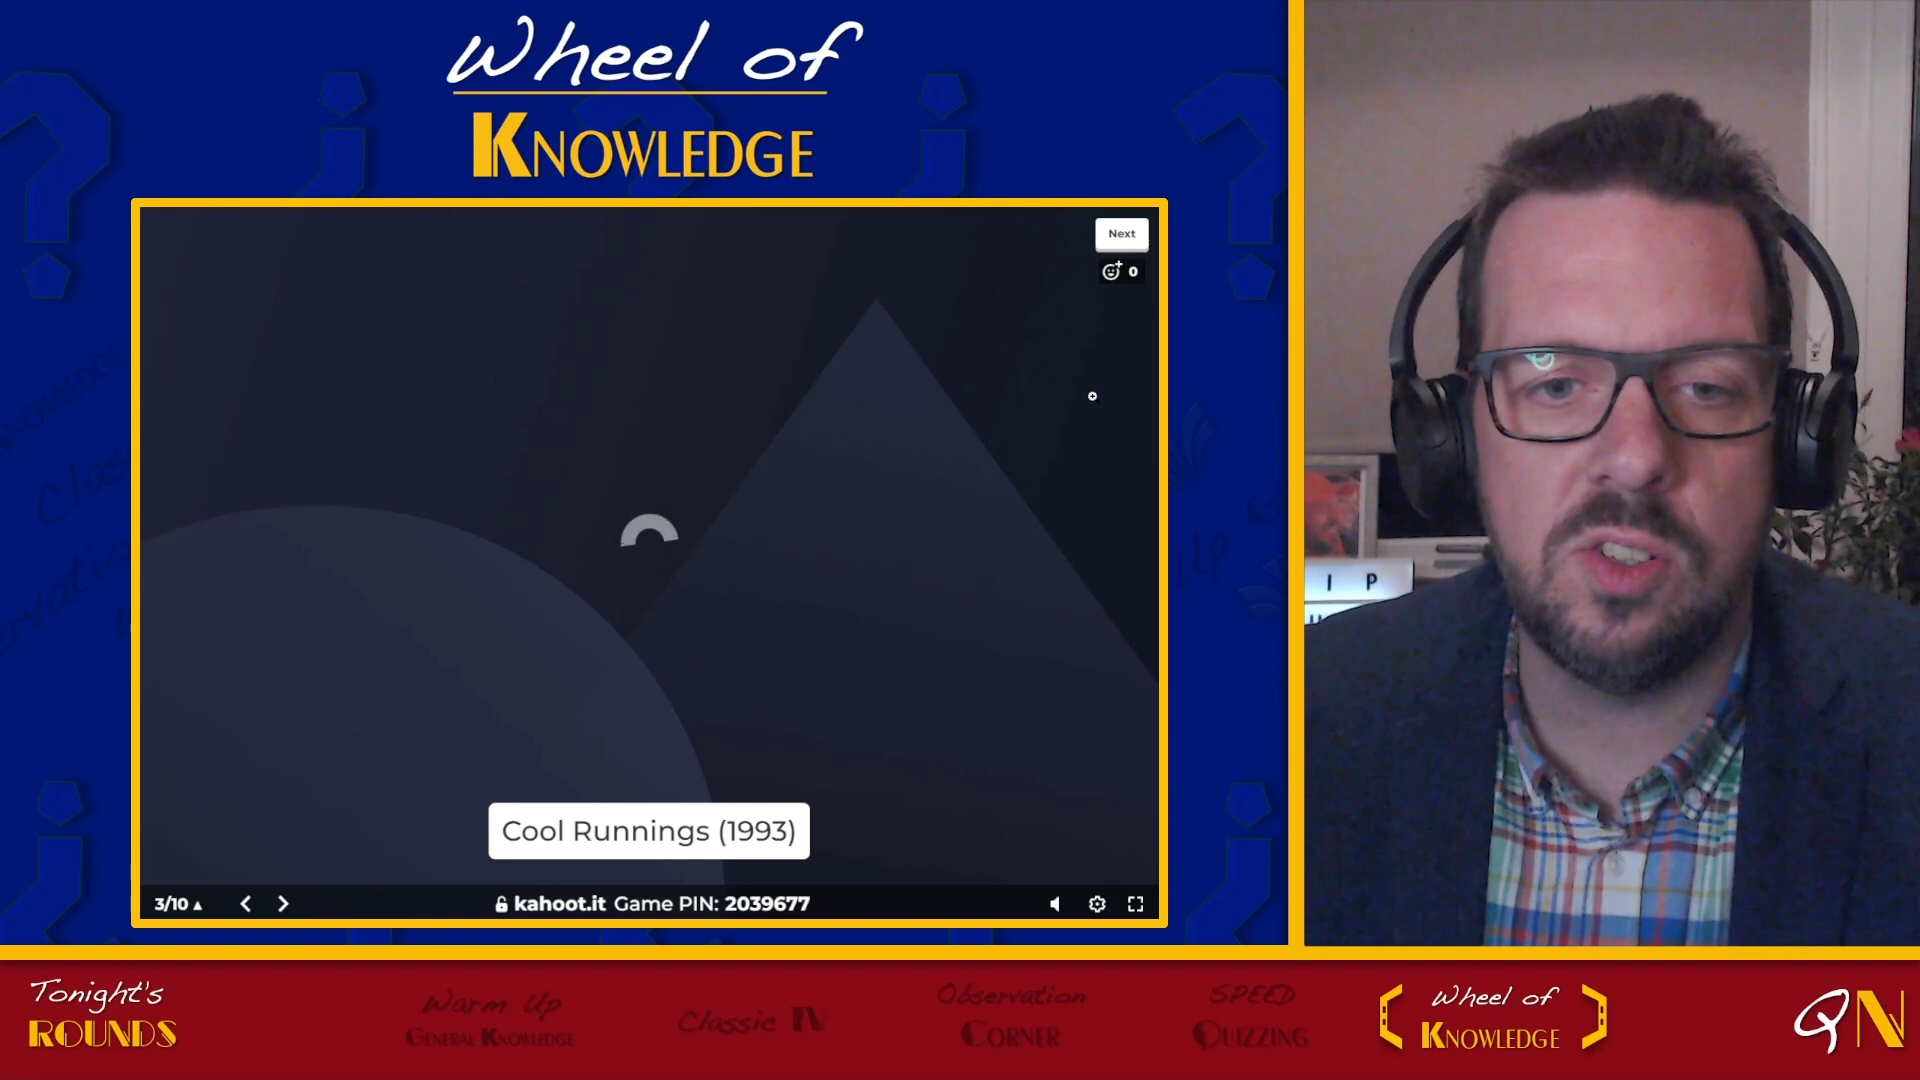 Wheel of
KNOWLEDGE
Next
0
Cool Runnings (1993)
3/10
kahoot.it Game PIN: 2039677
I P
Tonight's
ROUNDS
Warm Up
GENERAL KNOWLEDGE
Classic TV
Observation
CORNER
SPEED
QUIZZING
Wheel of
KNOWLEDGE
QN